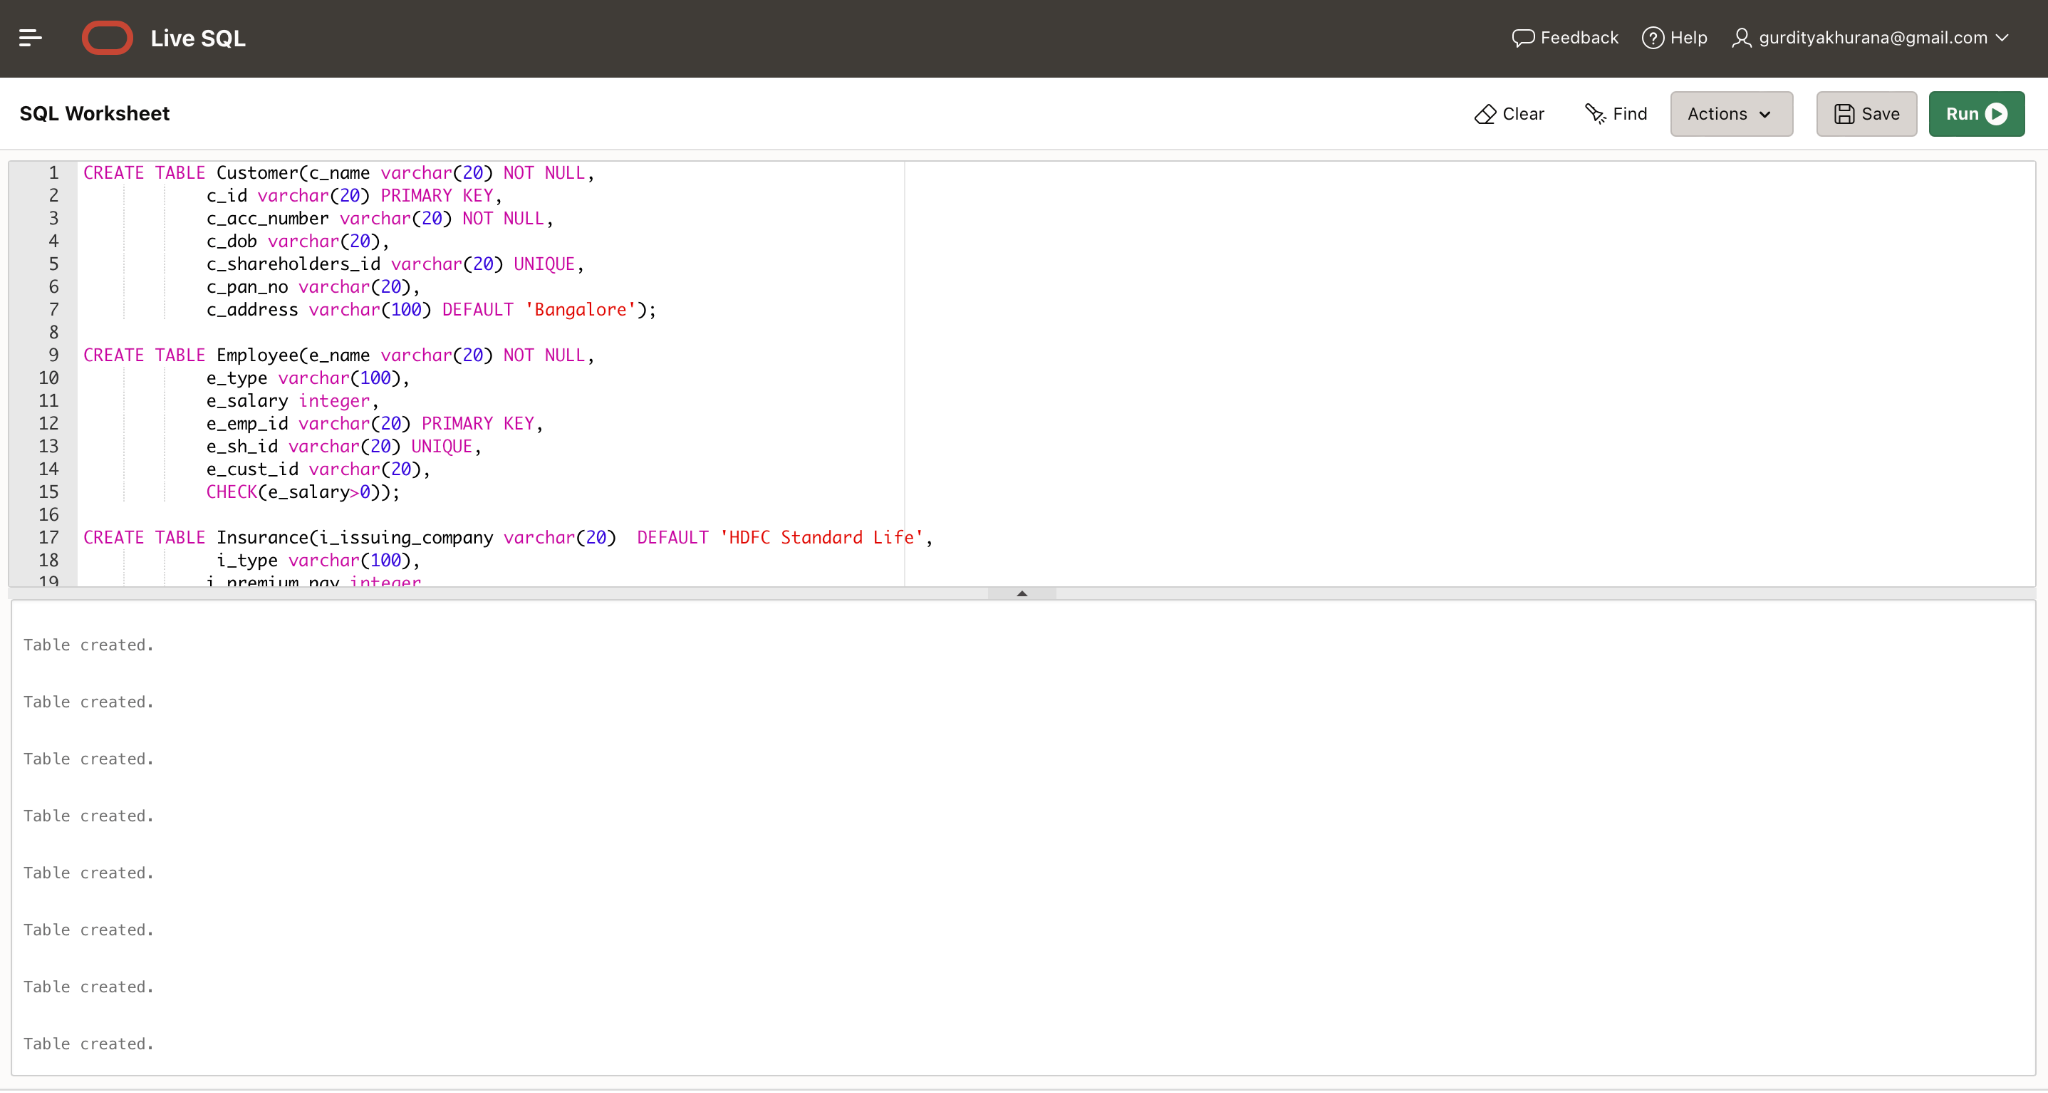 Live SQL
Feedback
Help
gurdityakhurana@gmail.com
SQL Worksheet
Clear
Find
Actions
Save
Run
1 CREATE TABLE Customer(c_name varchar(20) NOT NULL,
2 c_id varchar(20) PRIMARY KEY,
3 c_acc_number varchar(20) NOT NULL,
4 c_dob varchar(20),
5 c_shareholders_id varchar(20) UNIQUE,
6 c_pan_no varchar(20),
7 c_address varchar(100) DEFAULT 'Bangalore');
8
9 CREATE TABLE Employee(e_name varchar(20) NOT NULL,
10 e_type varchar(100),
11 e_salary integer,
12 e_emp_id varchar(20) PRIMARY KEY,
13 e_sh_id varchar(20) UNIQUE,
14 e_cust_id varchar(20),
15 CHECK(e_salary>0));
16
17 CREATE TABLE Insurance(i_issuing_company varchar(20)  DEFAULT 'HDFC Standard Life',
18 i_type varchar(100),
19 i_premium_pay integer
Table created.
Table created.
Table created.
Table created.
Table created.
Table created.
Table created.
Table created.